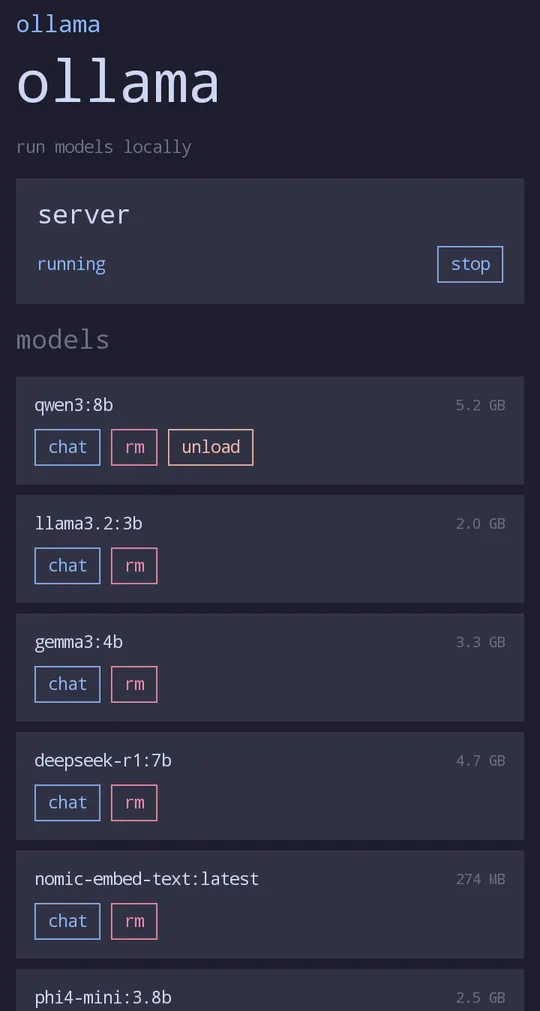 ollama
ollama
run models locally
server
running stop
models
qwen3:8b 5.2 GB
chat rm unload
llama3.2:3b 2.0 GB
chat rm
gemma3:4b 3.3 GB
chat rm
deepseek-r1:7b 4.7 GB
chat rm
nomic-embed-text:latest 274 MB
chat rm
phi4-mini:3.8b 2.5 GB